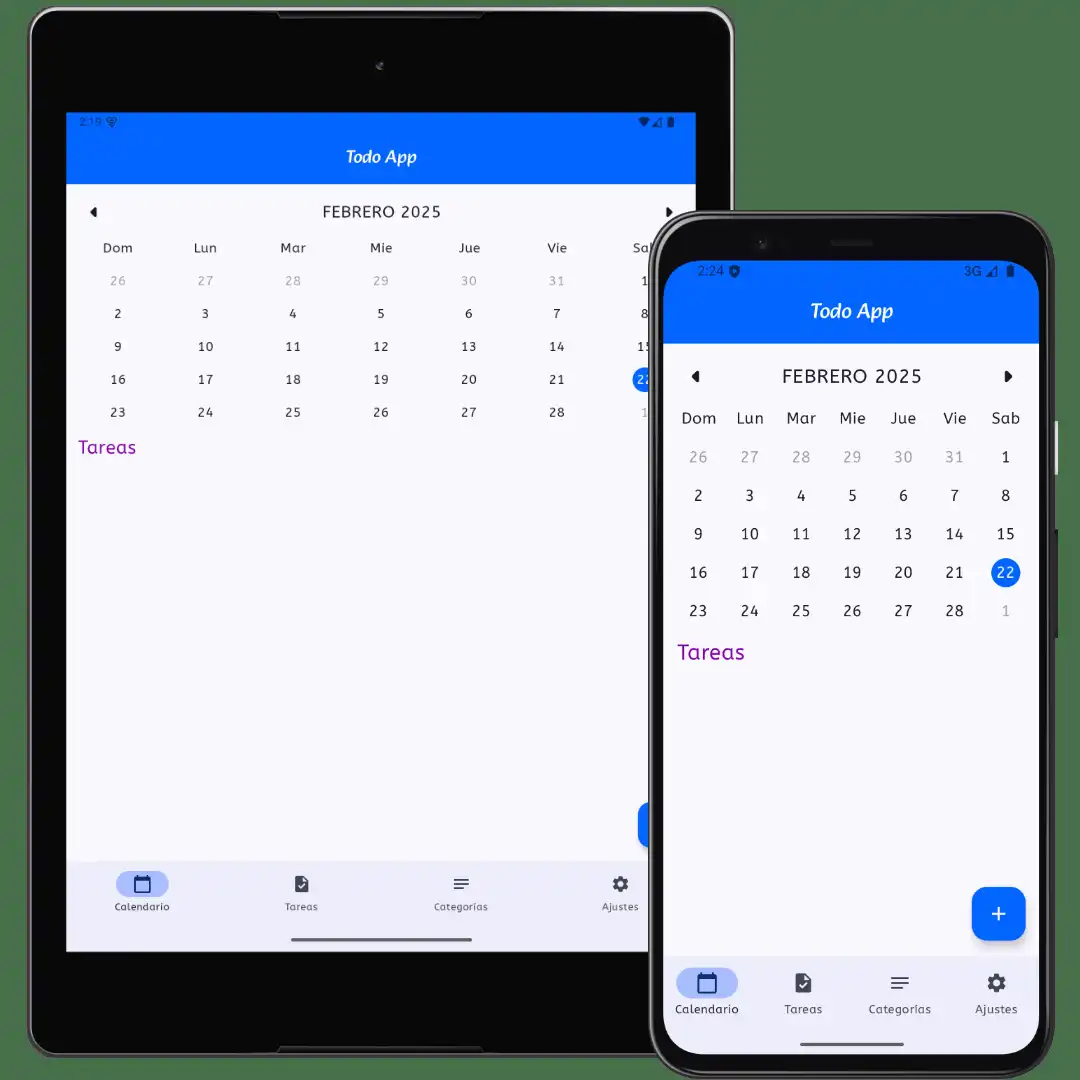 2:19
Todo App
FEBRERO 2025
Dom Lun Mar Mie Jue Vie
26 27 28 29 30 31 1
2 3 4 5 6 7 8
9 10 11 12 13 14 15
16 17 18 19 20 21 22
23 24 25 26 27 28 1
Tareas
Calendario Tareas Categorías Ajustes
2:24 3G
Todo App
FEBRERO 2025
Dom Lun Mar Mie Jue Vie Sab
26 27 28 29 30 31 1
2 3 4 5 6 7 8
9 10 11 12 13 14 15
16 17 18 19 20 21 22
23 24 25 26 27 28 1
Tareas
+
Calendario Tareas Categorías Ajustes